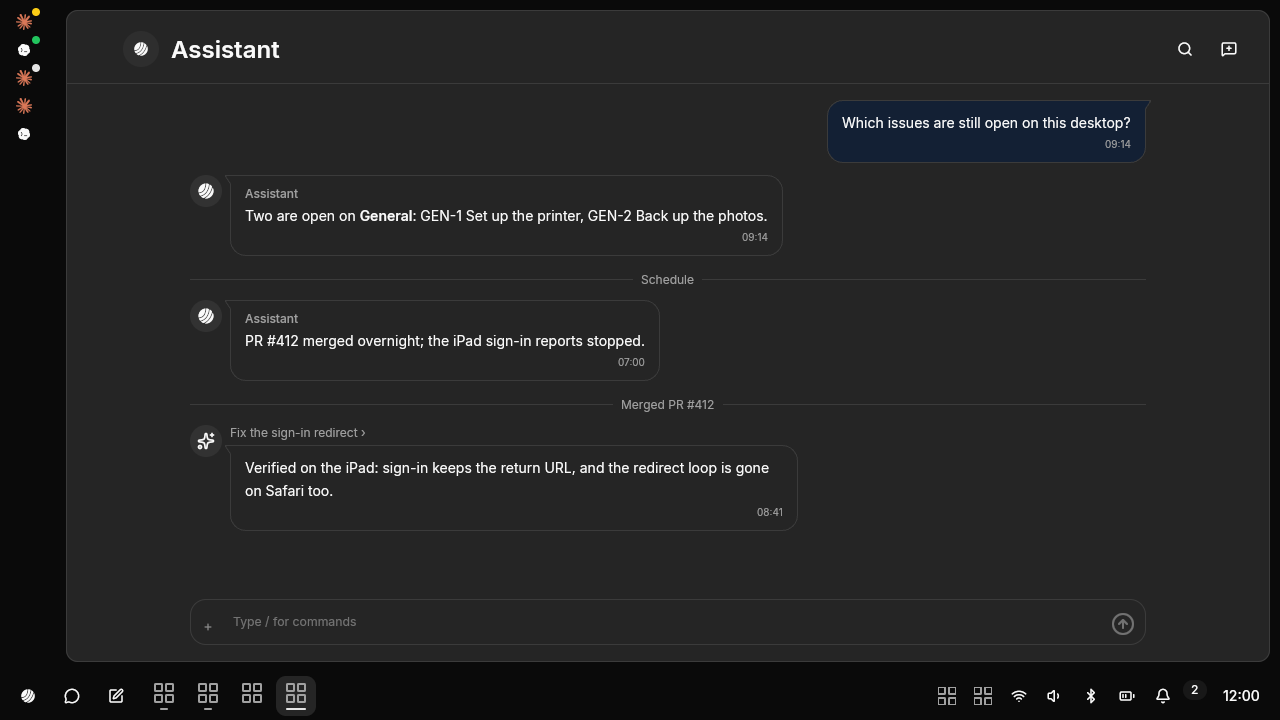 Assistant
Which issues are still open on this desktop?
09:14
Assistant
Two are open on General: GEN-1 Set up the printer, GEN-2 Back up the photos.
09:14
Schedule
Assistant
PR #412 merged overnight; the iPad sign-in reports stopped.
07:00
Merged PR #412
Fix the sign-in redirect ›
Verified on the iPad: sign-in keeps the return URL, and the redirect loop is gone
on Safari too.
08:41
+ Type / for commands
2
12:00